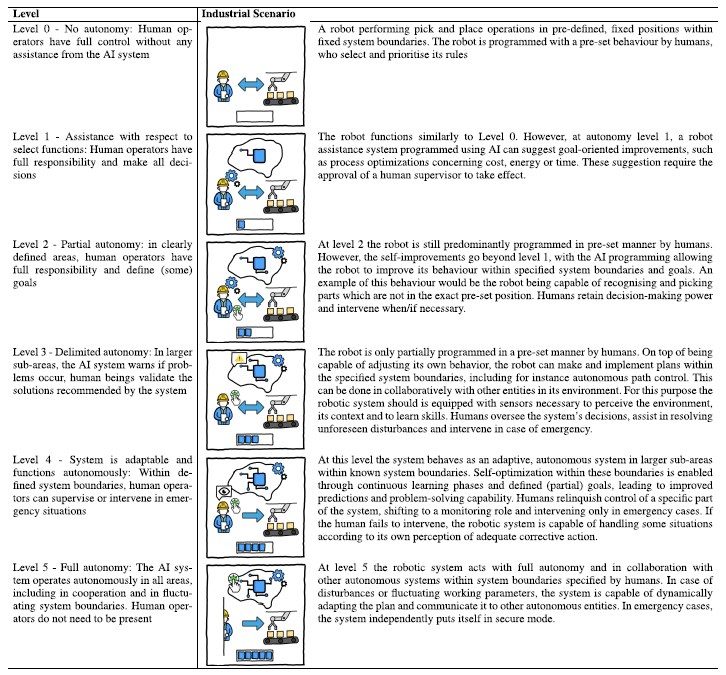 Level
Industrial Scenario
Level 0 - No autonomy: Human op-
erators have full control without any
assistance from the AI system
A robot performing pick and place operations in pre-defined, fixed positions within
fixed system boundaries. The robot is programmed with a pre-set behaviour by humans,
who select and prioritise its rules
Level 1 - Assistance with respect to
select functions: Human operators have
full responsibility and make all deci-
sions
The robot functions similarly to Level 0. However, at autonomy level 1, a robot
assistance system programmed using AI can suggest goal-oriented improvements, such
as process optimizations concerning cost, energy or time. These suggestion require the
approval of a human supervisor to take effect.
Level 2 - Partial autonomy: in clearly
defined areas, human operators have
full responsibility and define (some)
goals
At level 2 the robot is still predominantly programmed in pre-set manner by humans.
However, the self-improvements go beyond level 1, with the AI programming allowing
the robot to improve its behaviour within specified system boundaries and goals. An
example of this behaviour would be the robot being capable of recognising and picking
parts which are not in the exact pre-set position. Humans retain decision-making power
and intervene when/if necessary.
Level 3 - Delimited autonomy: In larger
sub-areas, the AI system warns if prob-
lems occur, human beings validate the
solutions recommended by the system
The robot is only partially programmed in a pre-set manner by humans. On top of being
capable of adjusting its own behavior, the robot can make and implement plans within
the specified system boundaries, including for instance autonomous path control. This
can be done in collaboratively with other entities in its environment. For this purpose the
robotic system should be equipped with sensors necessary to perceive the environment,
its context and to learn skills. Humans oversee the system's decisions, assist in resolving
unforeseen disturbances and intervene in case of emergency.
Level 4 - System is adaptable and
functions autonomously: Within de-
fined system boundaries, human opera-
tors can supervise or intervene in emer-
gency situations
At this level the system behaves as an adaptive, autonomous system in larger sub-areas
within known system boundaries. Self-optimization within these boundaries is enabled
through continuous learning phases and defined (partial) goals, leading to improved
predictions and problem-solving capability. Humans relinquish control of a specific part
of the system, shifting to a monitoring role and intervening only in emergency cases. If
the human fails to intervene, the robotic system is capable of handling some situations
according to its own perception of adequate corrective action.
Level 5 - Full autonomy: The AI sys-
tem operates autonomously in all areas,
including in cooperation and in fluctu-
ating system boundaries. Human oper-
ators do not need to be present
At level 5 the robotic system acts with full autonomy and in collaboration with
other autonomous systems within system boundaries specified by humans. In case of
disturbances or fluctuating working parameters, the system is capable of dynamically
adapting the plan and communicate it to other autonomous entities. In emergency cases,
the system independently puts itself in secure mode.